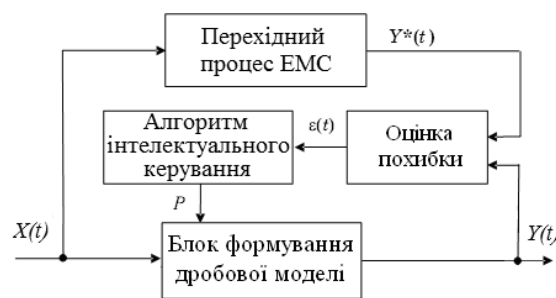 Перехідний
процес ЕМС
Y*(t)
Алгоритм
інтелектуального
керування
ε(t)
Оцінка
похибки
P
X(t)
Блок формування
дробової моделі
Y(t)